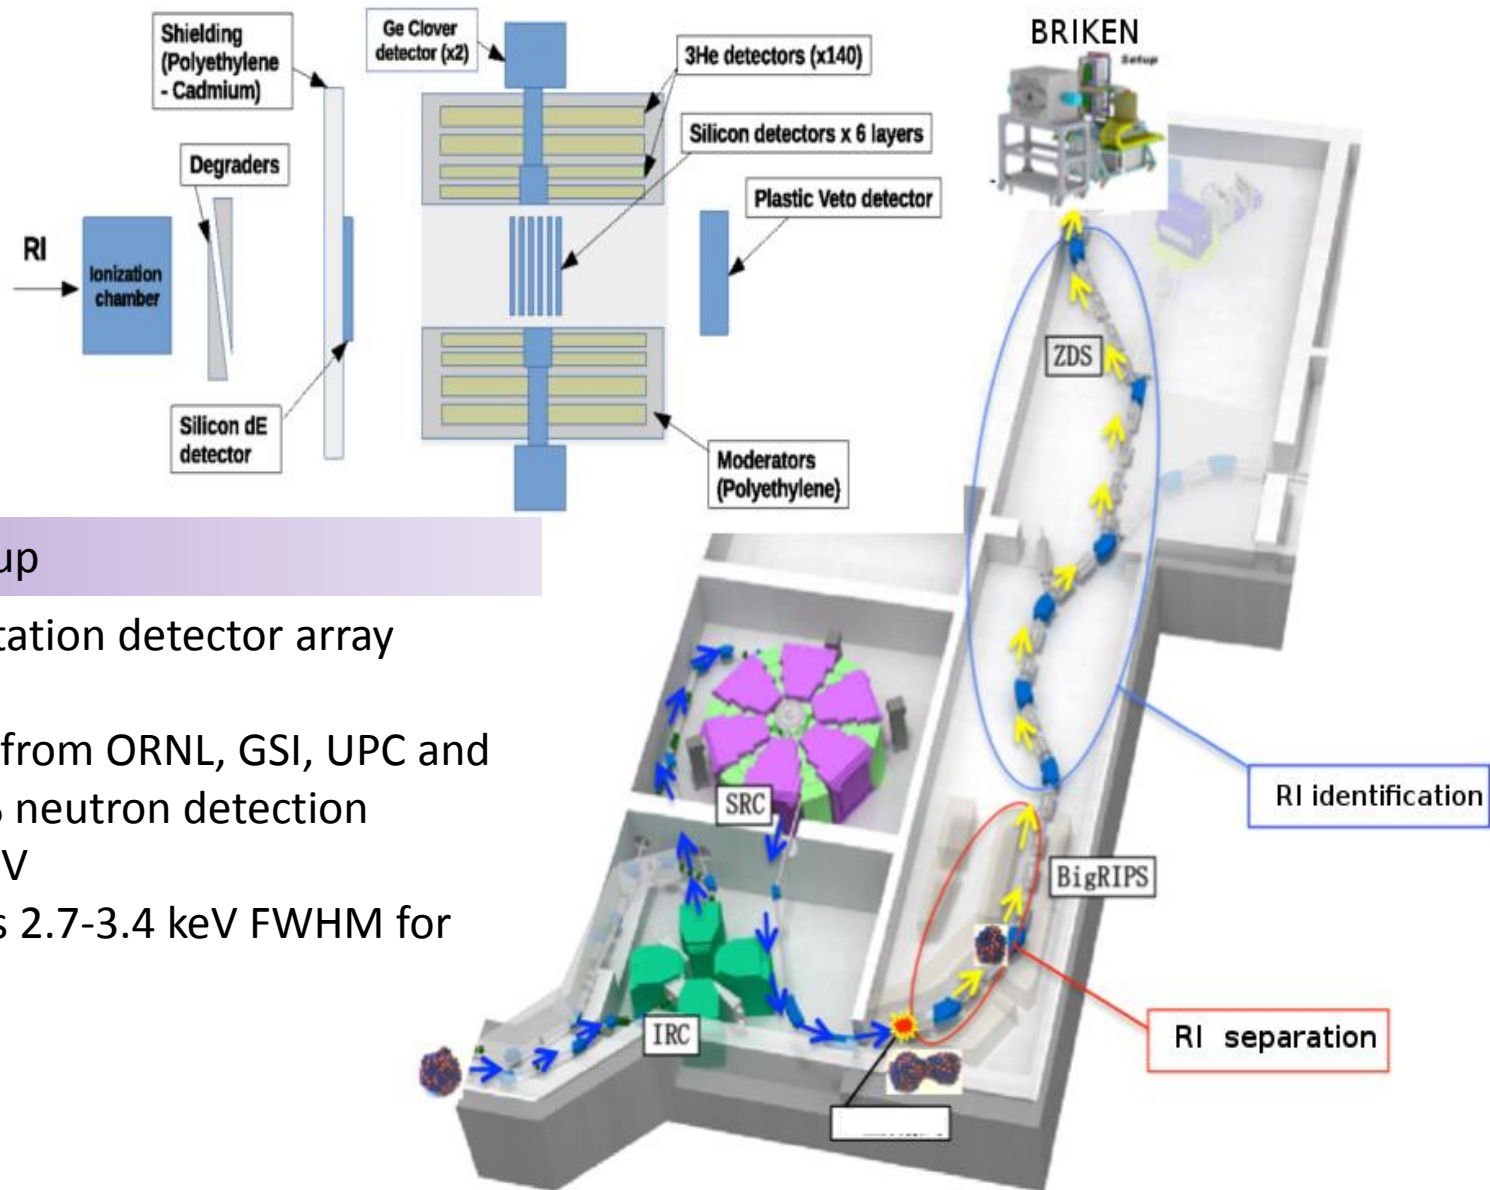 Shielding
(Polyethylene
- Cadmium)
Ge Clover
detector (x2)
3He detectors (x140)
BRIKEN
Setup
Degraders
Silicon detectors x 6 layers
Plastic Veto detector
RI
Ionization
chamber
Silicon dE
detector
Moderators
(Polyethylene)
ZDS
up
tation detector array
from ORNL, GSI, UPC and
neutron detection
V
s 2.7-3.4 keV FWHM for
SRC
RI identification
BigRIPS
IRC
RI separation